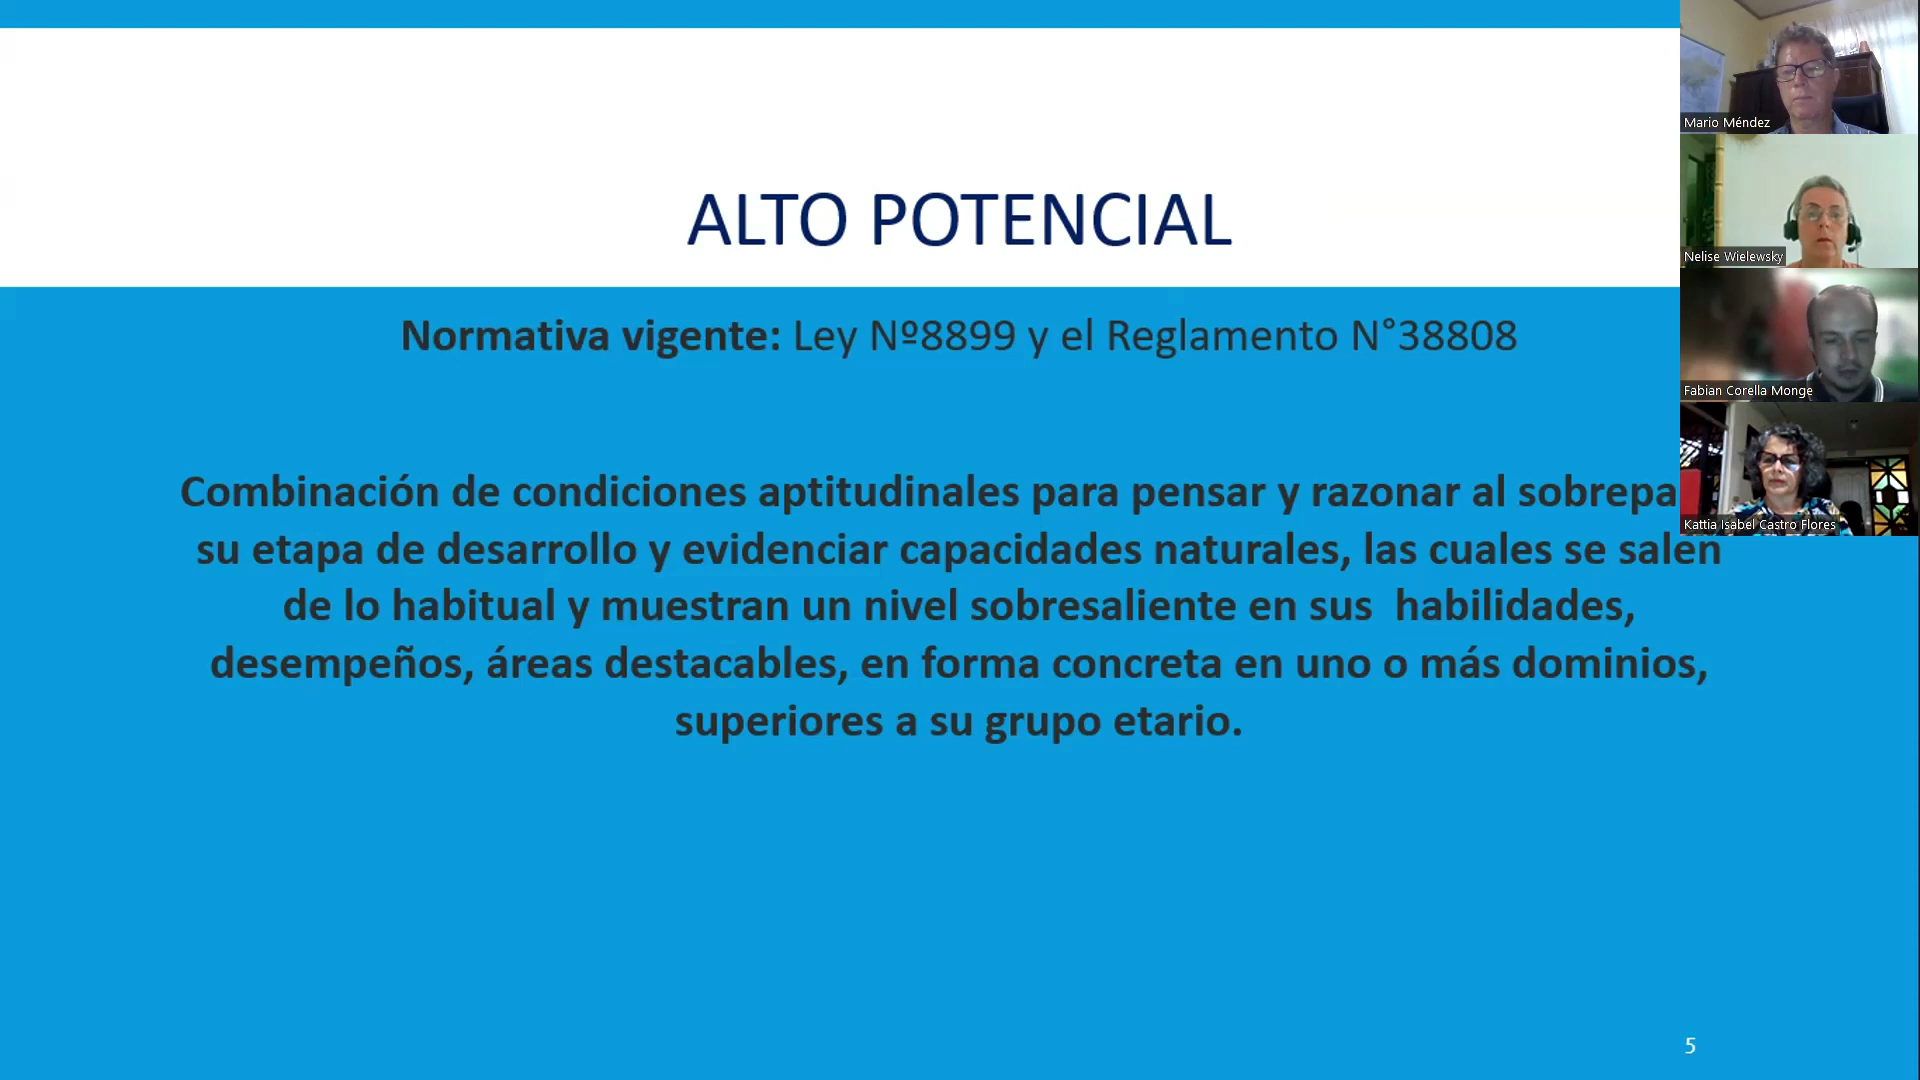 ALTO POTENCIAL
Normativa vigente: Ley Nº8899 y el Reglamento N°38808
Combinación de condiciones aptitudinales para pensar y razonar al
su etapa de desarrollo y evidenciar capacidades naturales, las cuales se salen
de lo habitual y muestran un nivel sobresaliente en sus habilidades,
desempeños, áreas destacables, en forma concreta en uno o más dominios,
superiores a su grupo etario.
5
Mario Méndez
Nelise Wielewsky
Fabian Corella Monge
Kattia Isabel Castro Flores